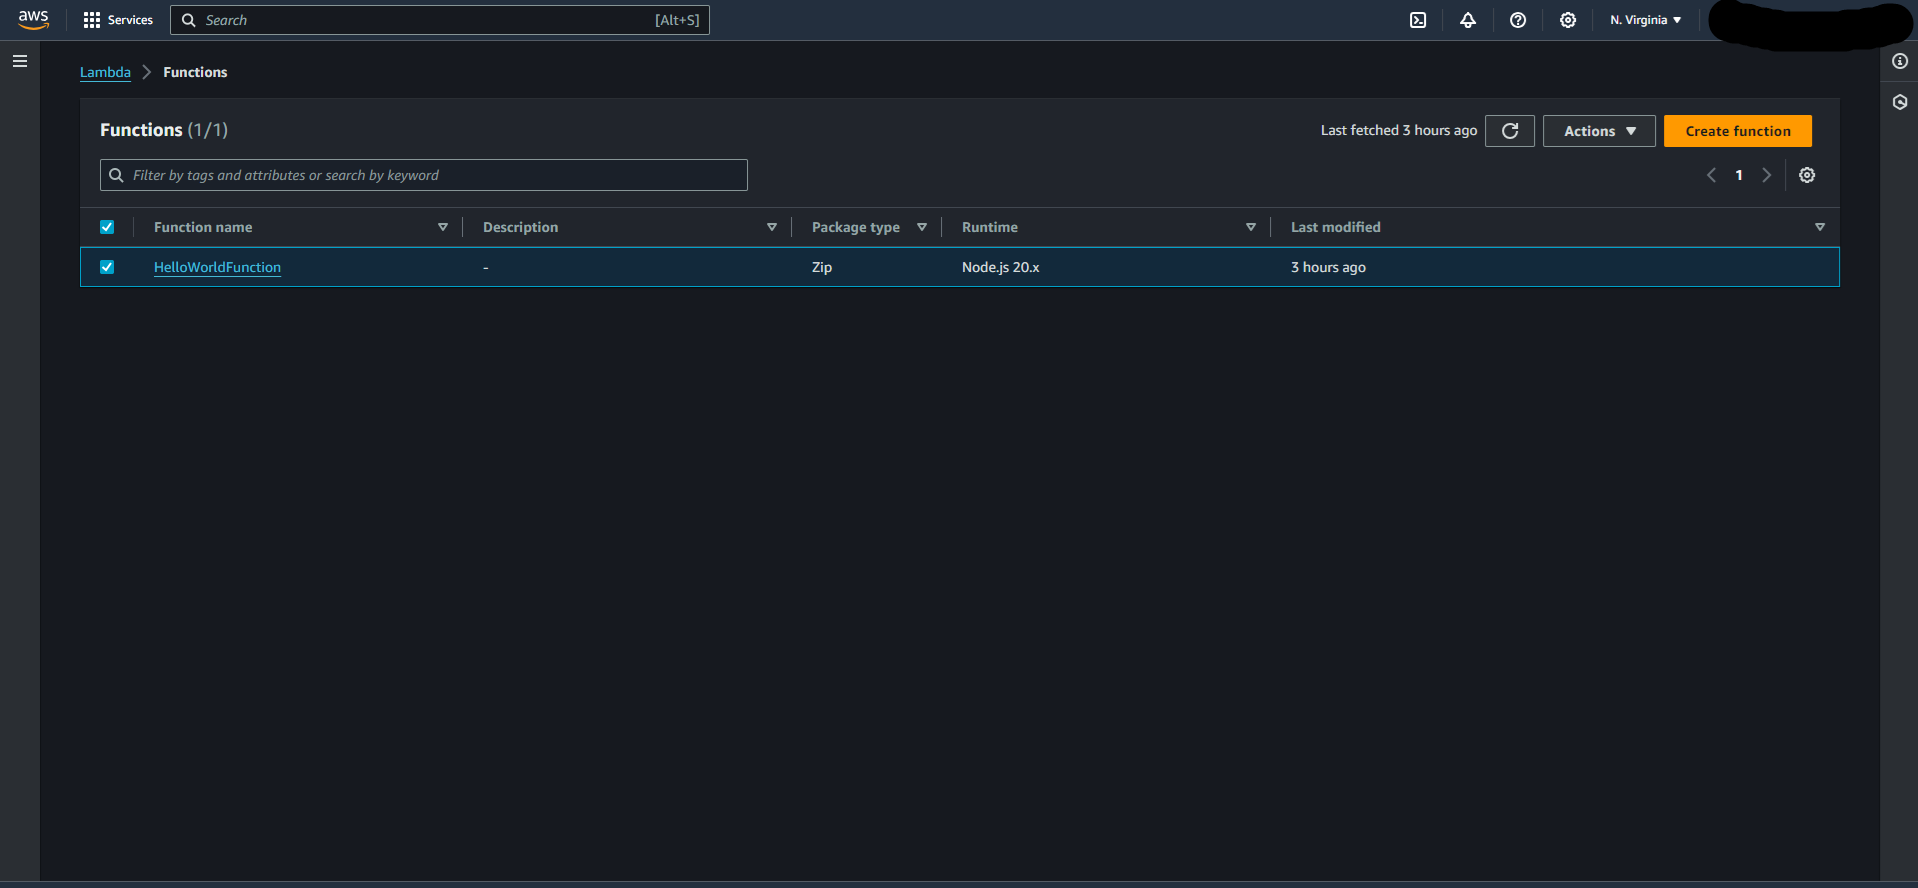 aws Services Search [Alt+S] N. Virginia
Lambda Functions
Functions (1/1) Last fetched 3 hours ago Actions Create function
Filter by tags and attributes or search by keyword 1
Function name Description Package type Runtime Last modified
HelloWorldFunction - Zip Node.js 20.x 3 hours ago